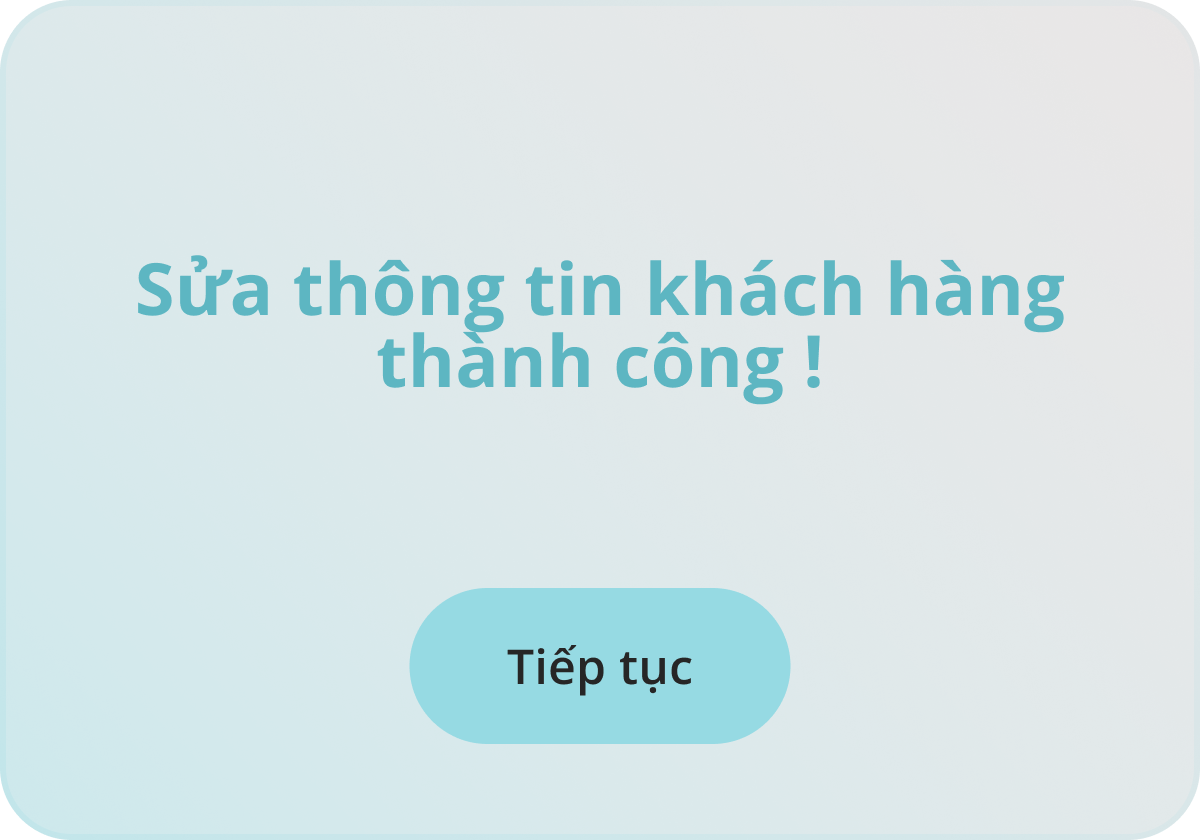 Sửa thông tin khách hàng
thành công !
Tiếp tục